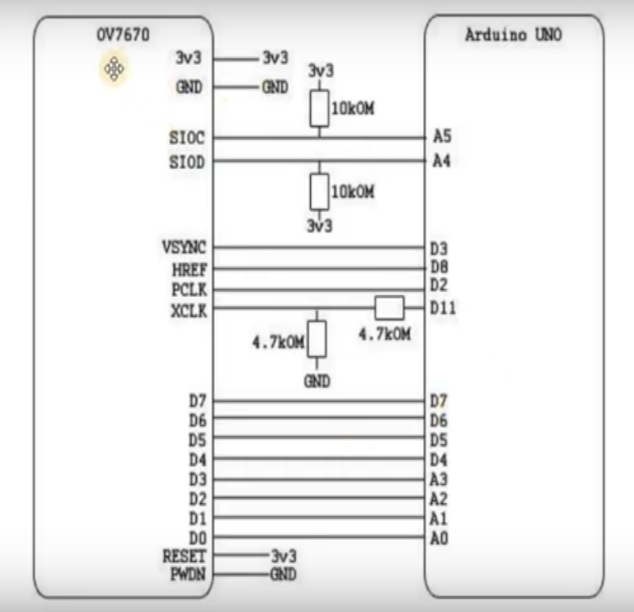 OV7670
Arduino UNO
3v3 3v3
3v3
GND GND
10kOM
SIOC A5
SIOD A4
10kOM
3v3
VSYNC D3
HREF D8
PCLK D2
XCLK D11
4.7kOM 4.7kOM
GND
D7 D7
D6 D6
D5 D5
D4 D4
D3 A3
D2 A2
D1 A1
D0 A0
RESET 3v3
PWDN GND